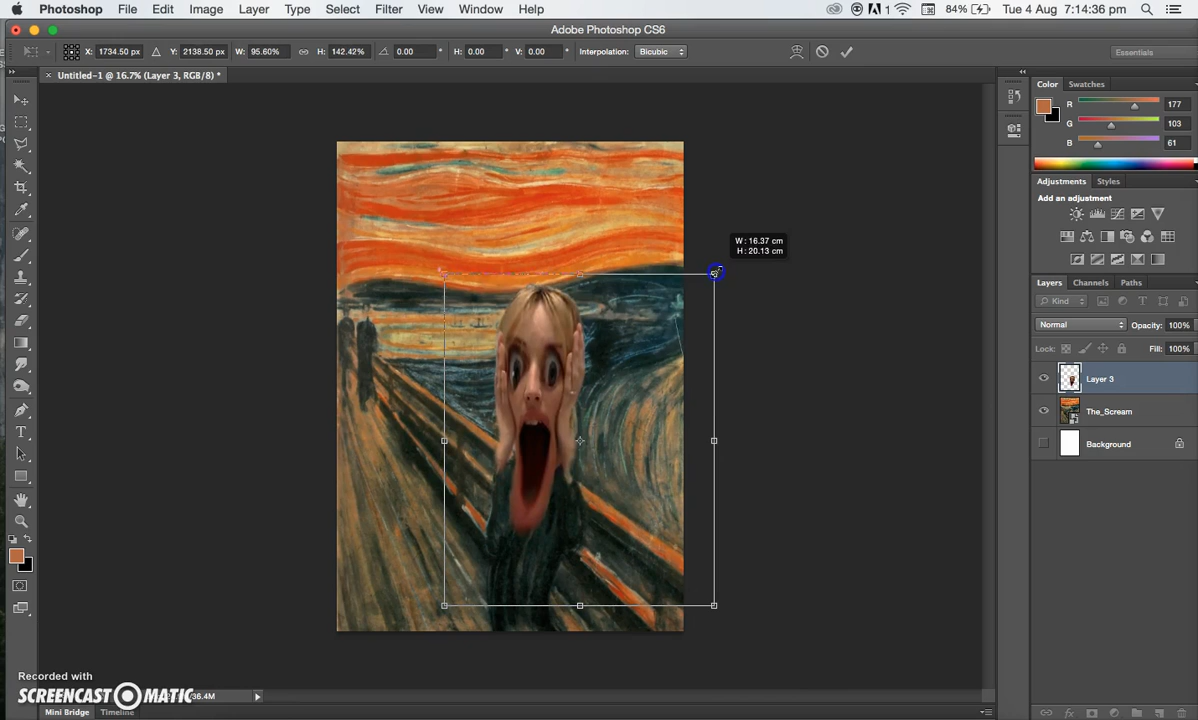 Photoshop File Edit Image Layer Type Select Filter View Window Help 1 84% Tue 4 Aug 7:14:36 pm
Adobe Photoshop CS6
X: 1734.50 px Y: 2138.50 px W: 95.60% H: 142.42% 0.00 ° H: 0.00 ° V: 0.00 ° Interpolation: Bicubic Essentials
Untitled-1 @ 16.7% (Layer 3, RGB/8) *
Color Swatches
R 177
G 103
B 61
Adjustments Styles
Add an adjustment
W: 16.37 cm
H: 20.13 cm
Layers Channels Paths
Kind
Normal Opacity: 100%
Lock: Fill: 100%
Layer 3
The_Scream
Background
Recorded with
SCREENCAST MATIC
/36.4M
Mini Bridge Timeline